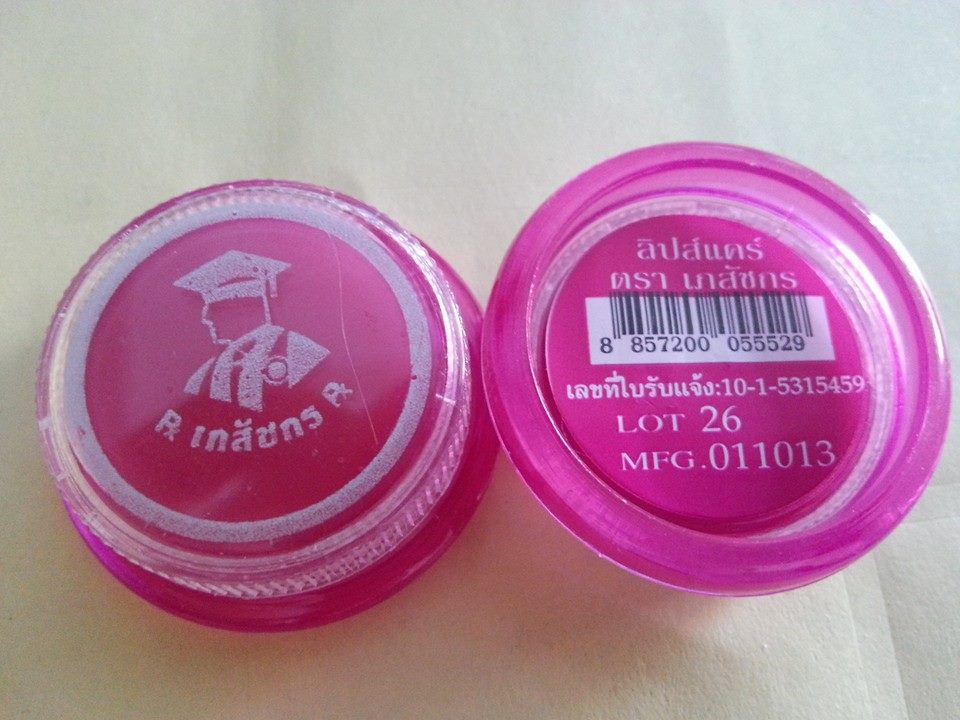 ℞ เภสัชกร ℞
ลิปส์แคร์
ตรา เภสัชกร
8 857200 055529
เลขที่ใบรับแจ้ง:10-1-5315459
LOT 26
MFG.011013